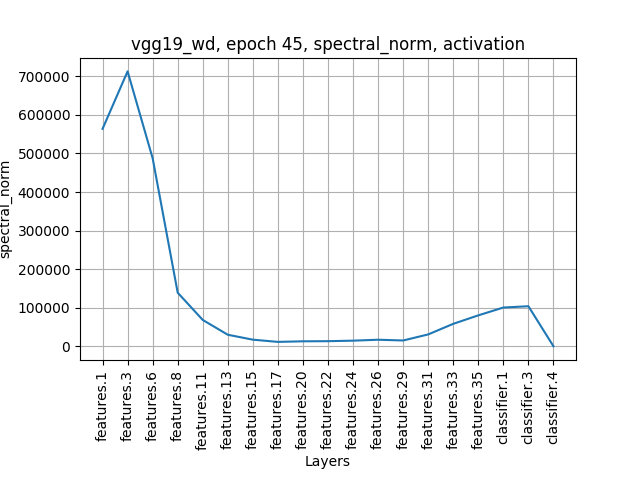 vgg19_wd, epoch 45, spectral_norm, activation
700000
600000
500000
400000
300000
200000
100000
0
spectral_norm
features.1
features.3
features.6
features.8
features.11
features.13
features.15
features.17
features.20
features.22
features.24
features.26
features.29
features.31
features.33
features.35
classifier.1
classifier.3
classifier.4
Layers